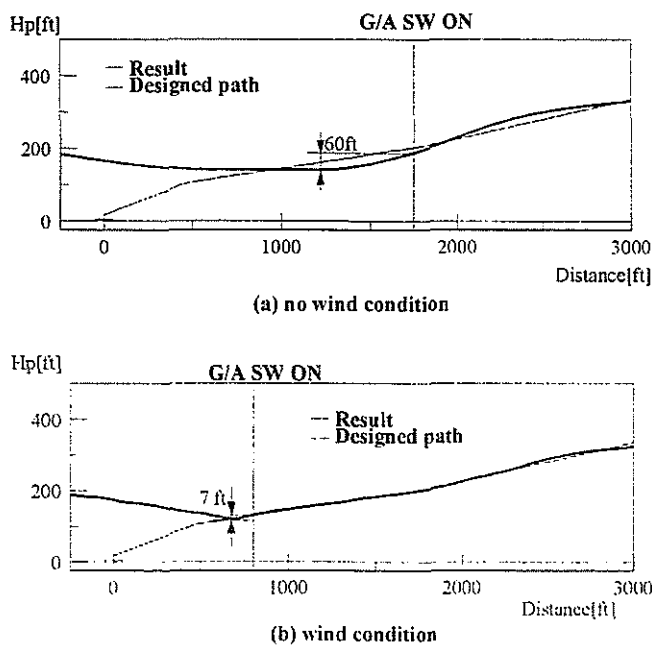 Hp[ft]
G/A SW ON
400
200
0
Result
Designed path
60ft
0 1000 2000 3000
Distance[ft]
(a) no wind condition
Hp[ft]
G/A SW ON
400
200
0
Result
Designed path
7 ft
0 1000 2000 3000
Distance[ft]
(b) wind condition